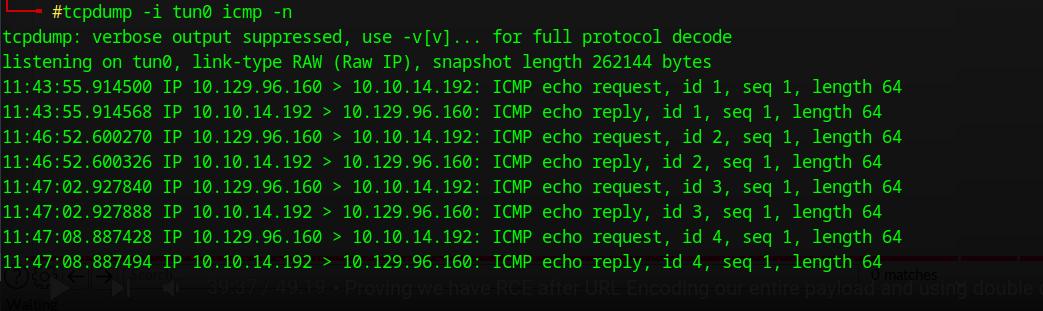 #tcpdump -i tun0 icmp -n
tcpdump: verbose output suppressed, use -v[v]... for full protocol decode
listening on tun0, link-type RAW (Raw IP), snapshot length 262144 bytes
11:43:55.914500 IP 10.129.96.160 > 10.10.14.192: ICMP echo request, id 1, seq 1, length 64
11:43:55.914568 IP 10.10.14.192 > 10.129.96.160: ICMP echo reply, id 1, seq 1, length 64
11:46:52.600270 IP 10.129.96.160 > 10.10.14.192: ICMP echo request, id 2, seq 1, length 64
11:46:52.600326 IP 10.10.14.192 > 10.129.96.160: ICMP echo reply, id 2, seq 1, length 64
11:47:02.927840 IP 10.129.96.160 > 10.10.14.192: ICMP echo request, id 3, seq 1, length 64
11:47:02.927888 IP 10.10.14.192 > 10.129.96.160: ICMP echo reply, id 3, seq 1, length 64
11:47:08.887428 IP 10.129.96.160 > 10.10.14.192: ICMP echo request, id 4, seq 1, length 64
11:47:08.887494 IP 10.10.14.192 > 10.129.96.160: ICMP echo reply, id 4, seq 1, length 64
0 matches
39:37 / 49:19 • Proving we have RCE after URL Encoding our entire payload and using double
Waiting